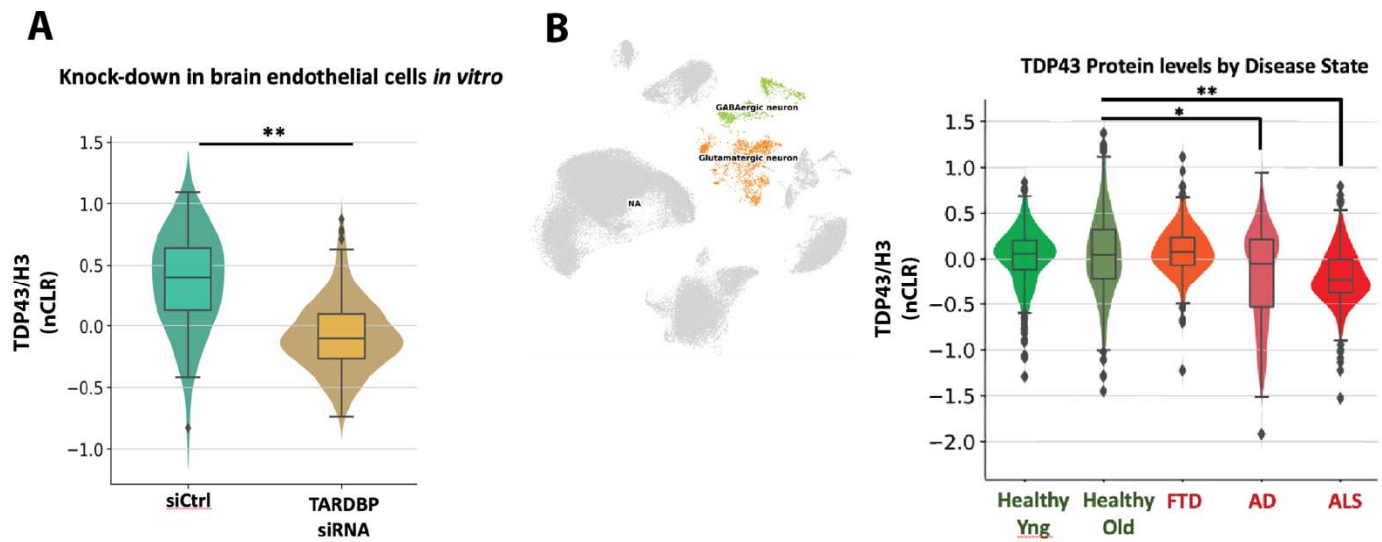 A
Knock-down in brain endothelial cells in vitro
**
TDP43/H3
(nCLR)
1.5
1.0
0.5
0.0
−0.5
−1.0
siCtrl
TARDBP
siRNA
B
GABAergic neuron
Glutamatergic neuron
NA
TDP43 Protein levels by Disease State
**
*
TDP43/H3
(nCLR)
1.5
1.0
0.5
0.0
−0.5
−1.0
−1.5
−2.0
Healthy
Yng
Healthy
Old
FTD
AD
ALS